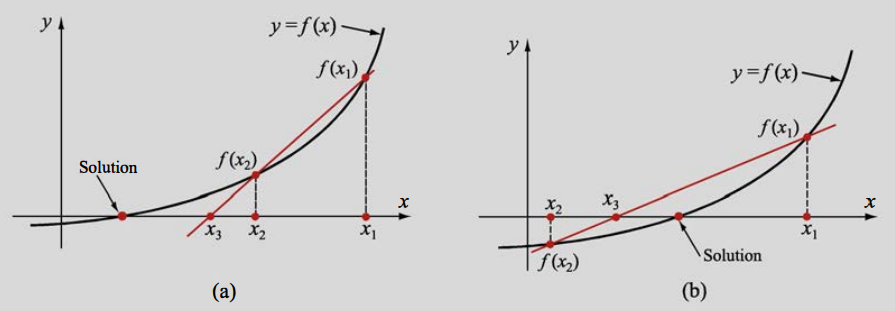 y
y=f(x)
f(x₁)
f(x₂)
Solution
x
x₃
x₂
x₁
(a)
y
y=f(x)
f(x₁)
x₂
x₃
x
x₁
f(x₂)
Solution
(b)